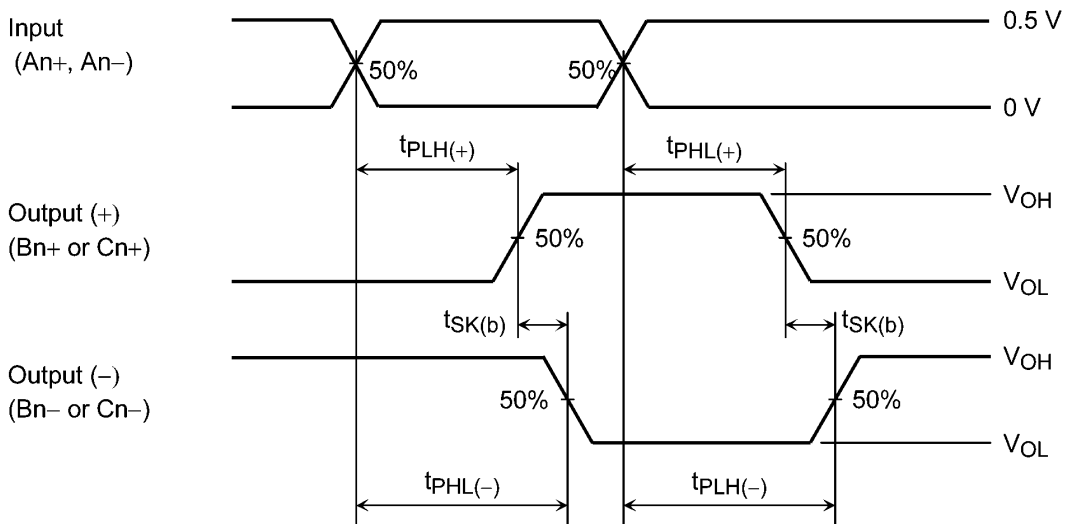 Input
(An+, An−)
0.5 V
50%
50%
0 V
tPLH(+)
tPHL(+)
Output (+)
(Bn+ or Cn+)
VOH
50%
50%
VOL
tSK(b)
tSK(b)
Output (−)
(Bn− or Cn−)
VOH
50%
50%
VOL
tPHL(−)
tPLH(−)